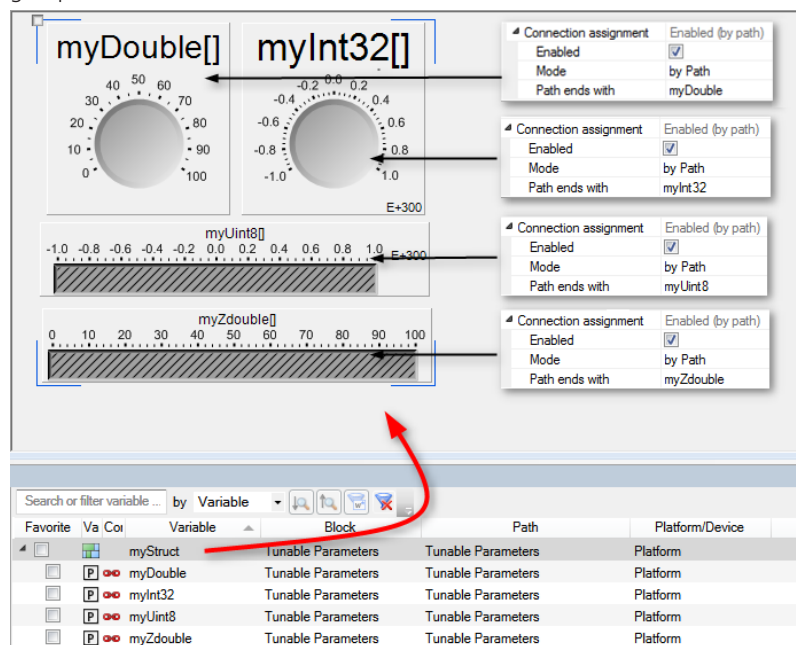 myDouble[]
myInt32[]
0 10 20 30 40 50 60 70 80 90 100
-1.0 -0.8 -0.6 -0.4 -0.2 0.0 0.2 0.4 0.6 0.8 1.0
E+300
Connection assignment Enabled (by path)
Enabled
Mode by Path
Path ends with myDouble
Connection assignment Enabled (by path)
Enabled
Mode by Path
Path ends with myInt32
myUint8[]
-1.0 -0.8 -0.6 -0.4 -0.2 0.0 0.2 0.4 0.6 0.8 1.0 E+300
Connection assignment Enabled (by path)
Enabled
Mode by Path
Path ends with myUint8
myZdouble[]
0 10 20 30 40 50 60 70 80 90 100
Connection assignment Enabled (by path)
Enabled
Mode by Path
Path ends with myZdouble
Search or filter variable ... by Variable
Favorite Va Cor Variable Block Path Platform/Device
myStruct Tunable Parameters Tunable Parameters Platform
P myDouble Tunable Parameters Tunable Parameters Platform
P myInt32 Tunable Parameters Tunable Parameters Platform
P myUint8 Tunable Parameters Tunable Parameters Platform
P myZdouble Tunable Parameters Tunable Parameters Platform